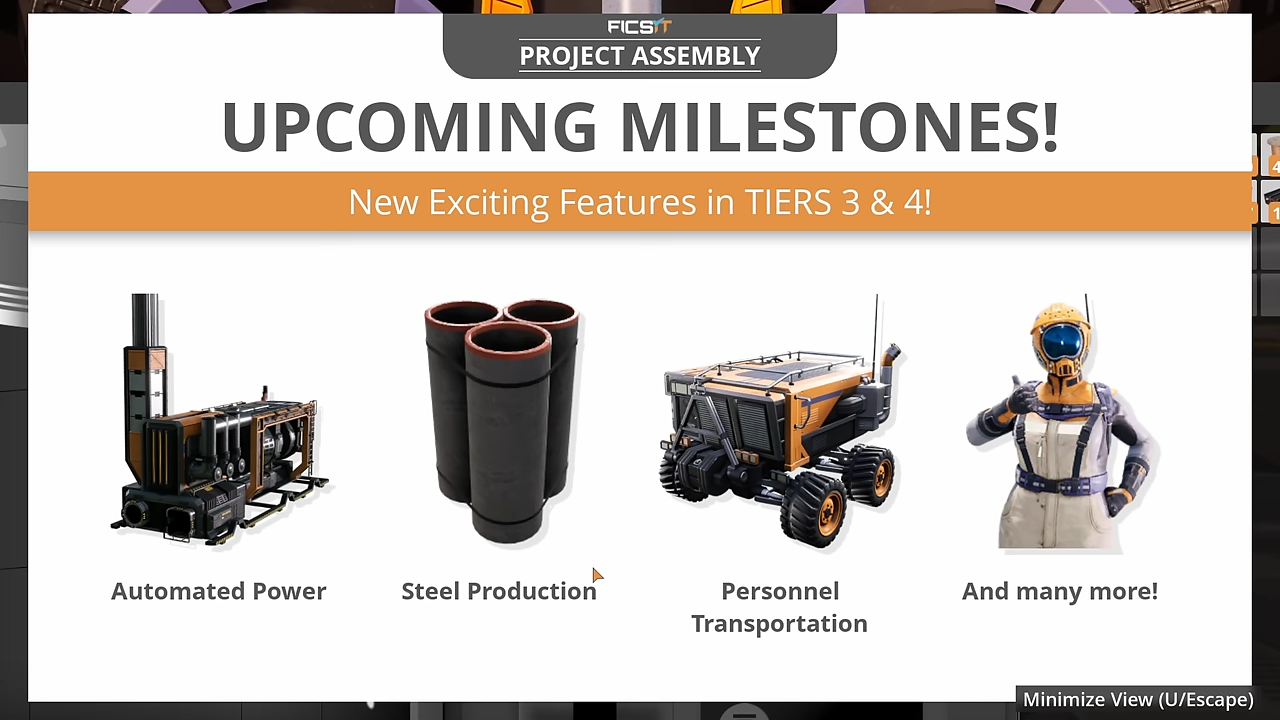 FICSIT
PROJECT ASSEMBLY
UPCOMING MILESTONES!
New Exciting Features in TIERS 3 & 4!
Automated Power
Steel Production
Personnel
Transportation
And many more!
Minimize View (U/Escape)